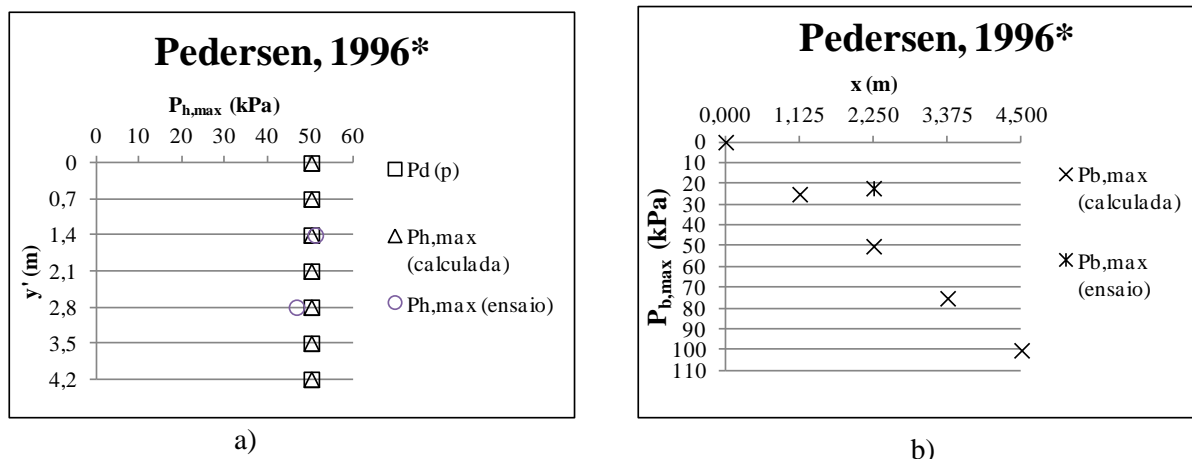 Pedersen, 1996*
Ph,max (kPa)
0 10 20 30 40 50 60
y' (m)
0
0,7
1,4
2,1
2,8
3,5
4,2
Pd (p)
Ph,max
(calculada)
Ph,max (ensaio)
a)
Pedersen, 1996*
x (m)
0,000 1,125 2,250 3,375 4,500
Pb,max (kPa)
0
10
20
30
40
50
60
70
80
90
100
110
Pb,max
(calculada)
Pb,max
(ensaio)
b)